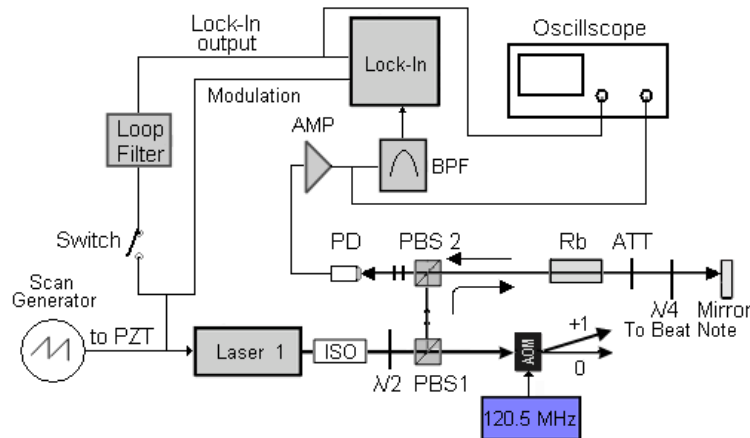 Lock-In
output
Oscillscope
Lock-In
Modulation
Loop
Filter
AMP
BPF
Switch
PD
PBS 2
Rb
ATT
Scan
Generator
λ/4
Mirror
to PZT
+1
To Beat Note
Laser 1
ISO
AOM
0
λ/2
PBS1
120.5 MHz